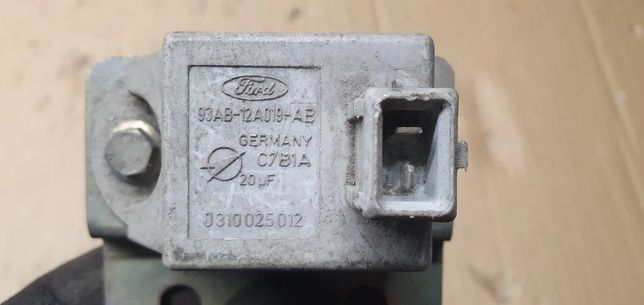 Ford
93AB-12A019-AB
GERMANY
C7B1A
20µF
0310025012